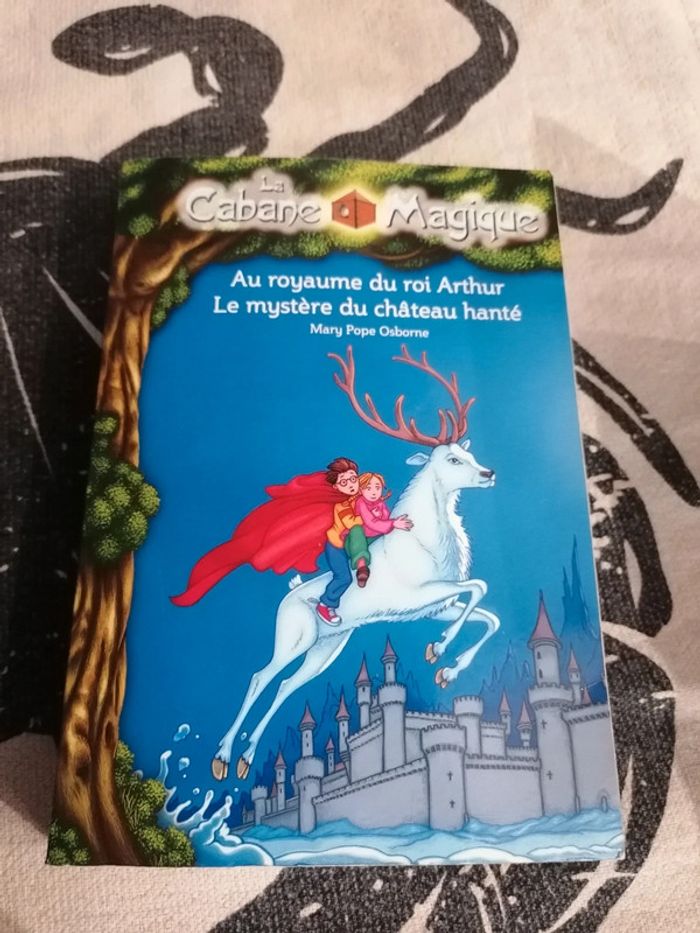 La
Cabane Magique
Au royaume du roi Arthur
Le mystère du château hanté
Mary Pope Osborne